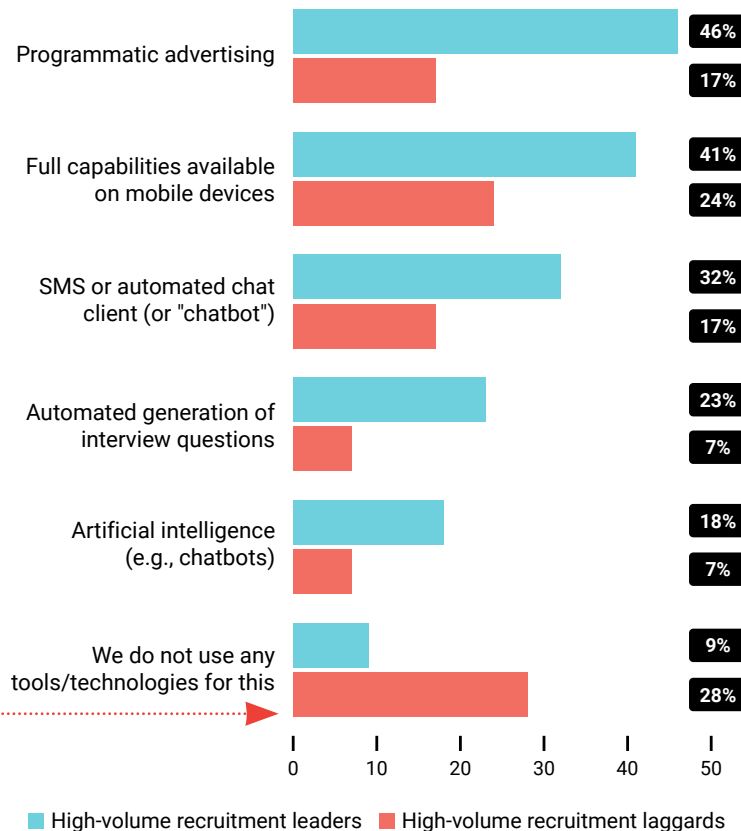 Programmatic advertising
46%
17%
Full capabilities available
on mobile devices
41%
24%
SMS or automated chat
client (or "chatbot")
32%
17%
Automated generation of
interview questions
23%
7%
Artificial intelligence
(e.g., chatbots)
18%
7%
We do not use any
tools/technologies for this
9%
28%
0 10 20 30 40 50
High-volume recruitment leaders High-volume recruitment laggards